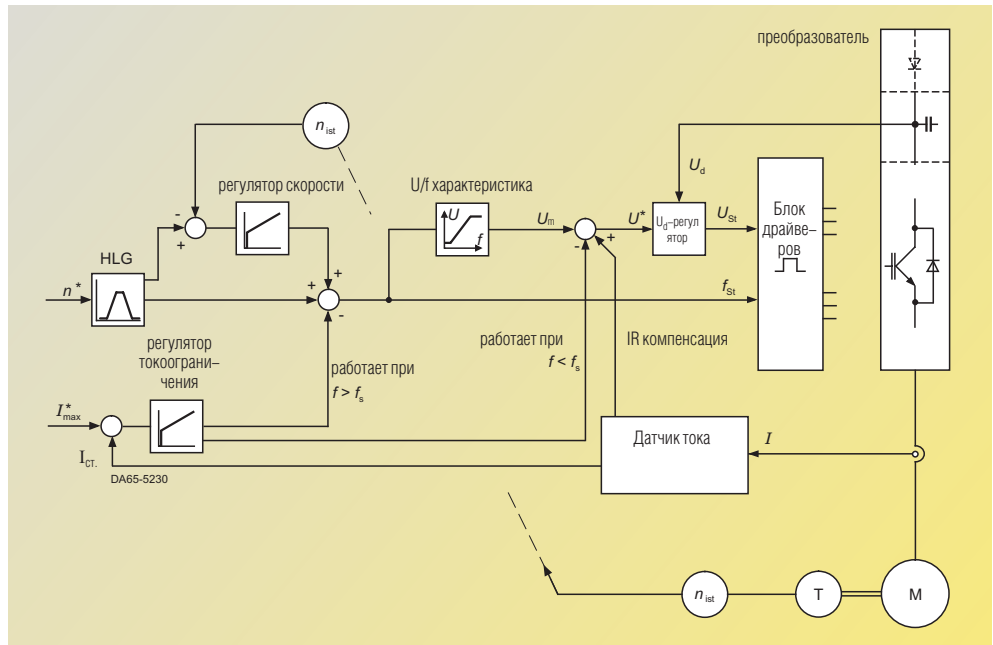 преобразователь
n ist
U d
регулятор скорости
U/f характеристика
-
+
U
f
U m
U*
+
-
U d–регул
ятор
U St
Блок
драйве–
ров
HLG
n*
+
+
-
f St
регулятор
токоограни–
чения
работает при
f > f s
работает при
f < f s
IR компенсация
I* max
I ст.
DA65-5230
Датчик тока
I
n ist
T
M